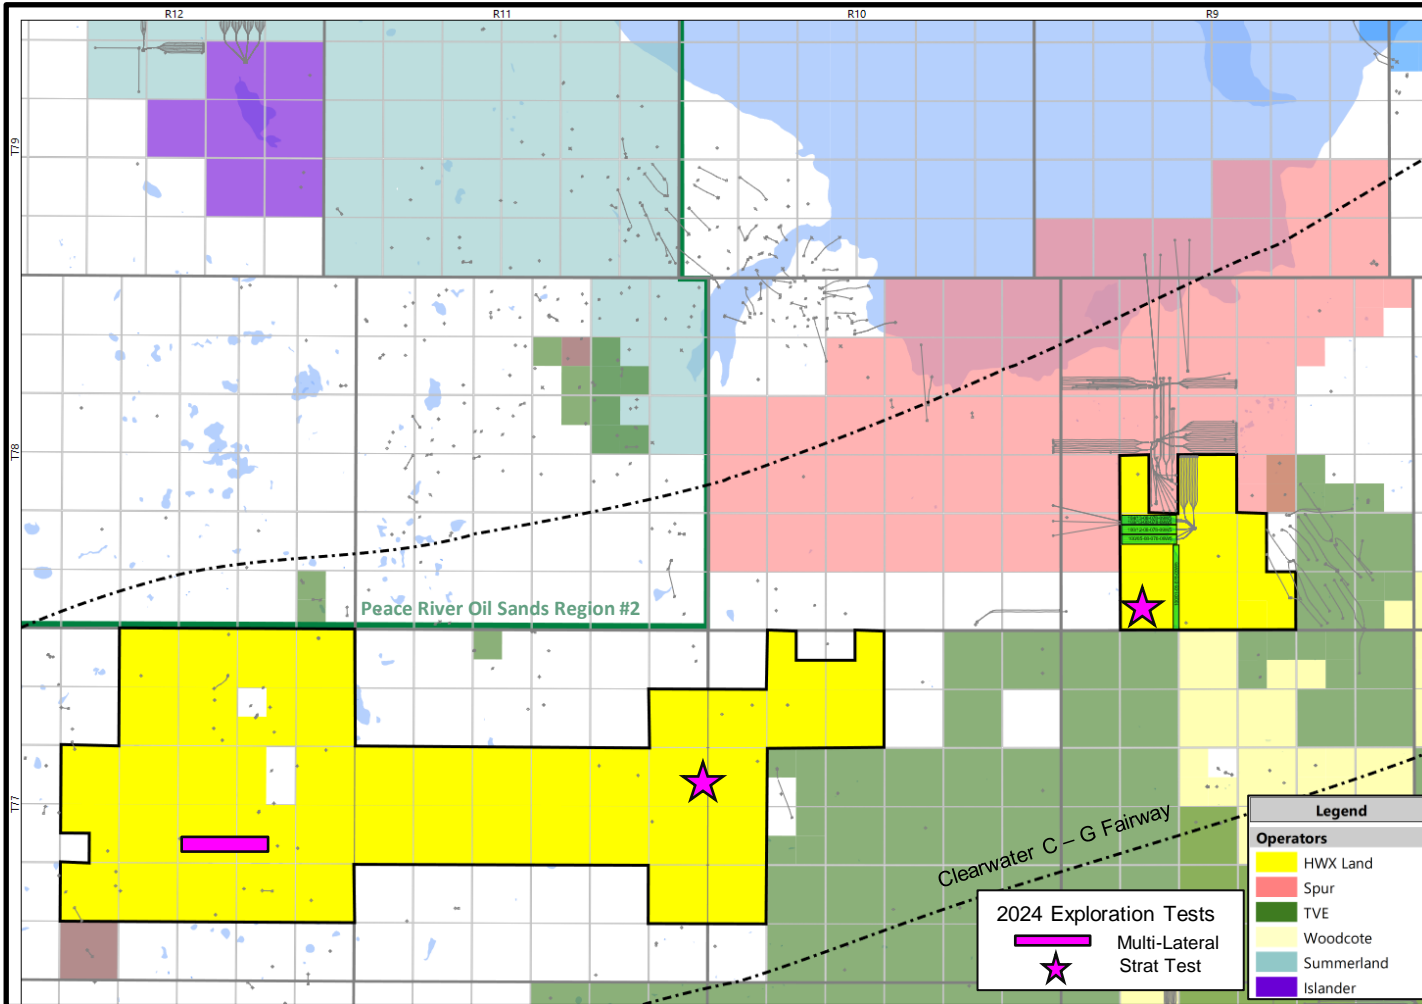 R12 R11 R10 R9
T79
T78
Peace River Oil Sands Region #2
T77
Clearwater C – G Fairway
2024 Exploration Tests
Multi-Lateral
Strat Test
Legend
Operators
HWX Land
Spur
TVE
Woodcote
Summerland
Islander